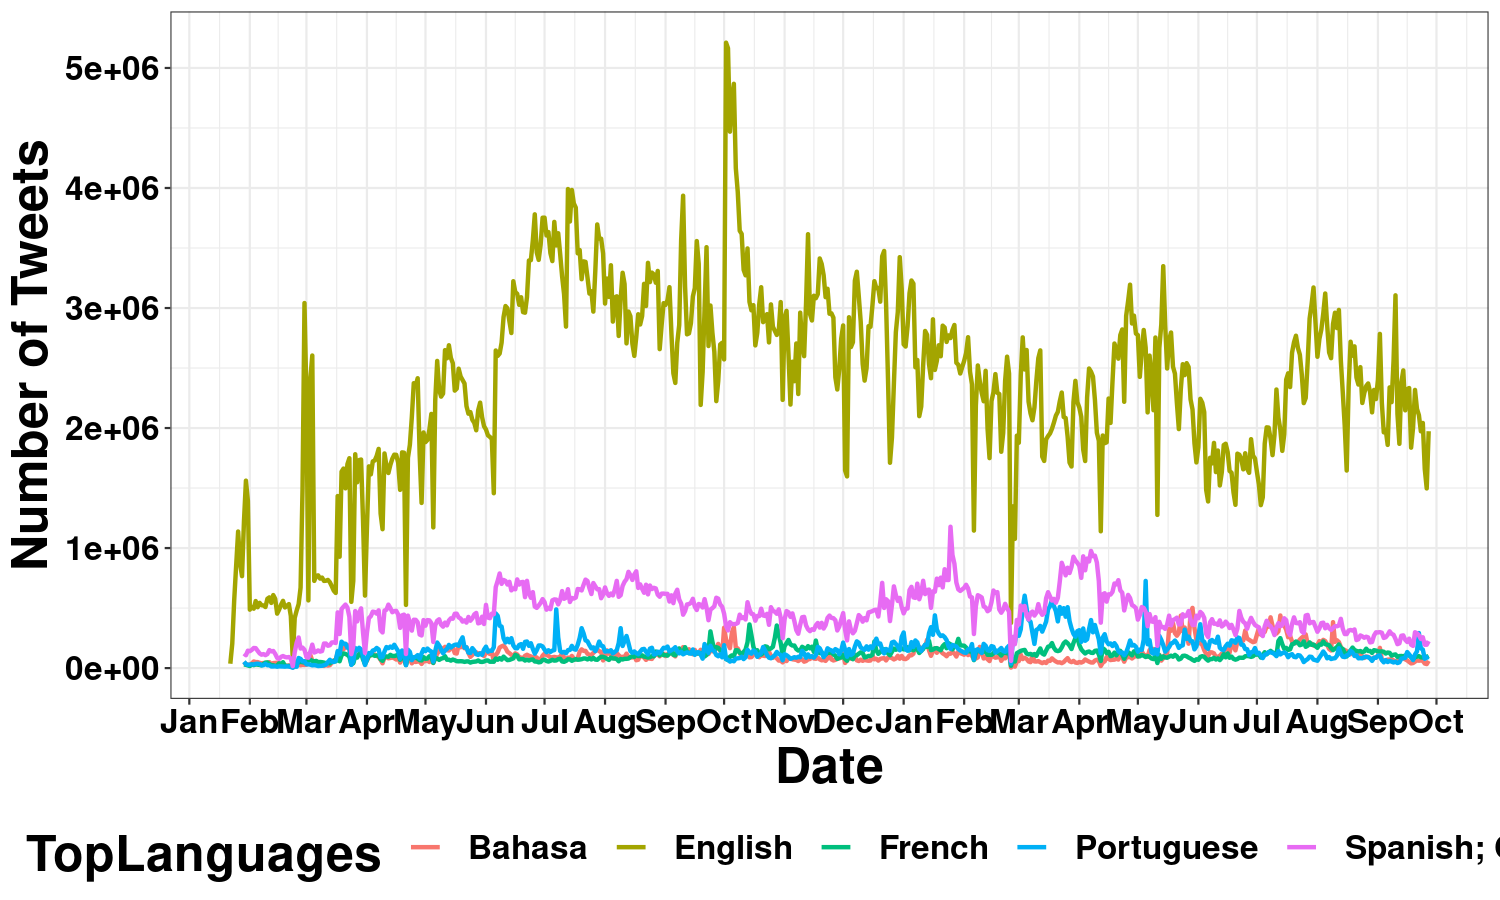 Number of Tweets
5e+06
4e+06
3e+06
2e+06
1e+06
0e+00
Jan Feb Mar Apr May Jun Jul Aug Sep Oct Nov Dec Jan Feb Mar Apr May Jun Jul Aug Sep Oct
Date
TopLanguages Bahasa English French Portuguese Spanish;